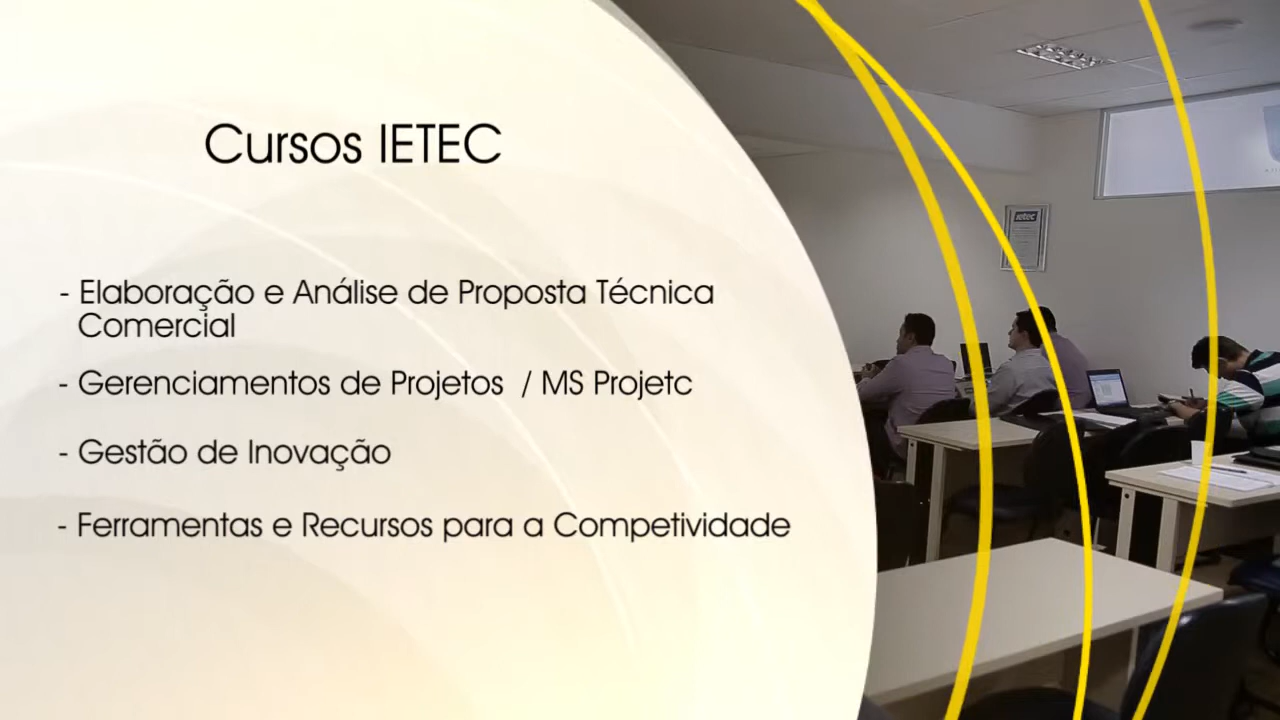 Cursos IETEC
- Elaboração e Análise de Proposta Técnica
Comercial
- Gerenciamentos de Projetos / MS Projetc
- Gestão de Inovação
- Ferramentas e Recursos para a Competividade
ietec